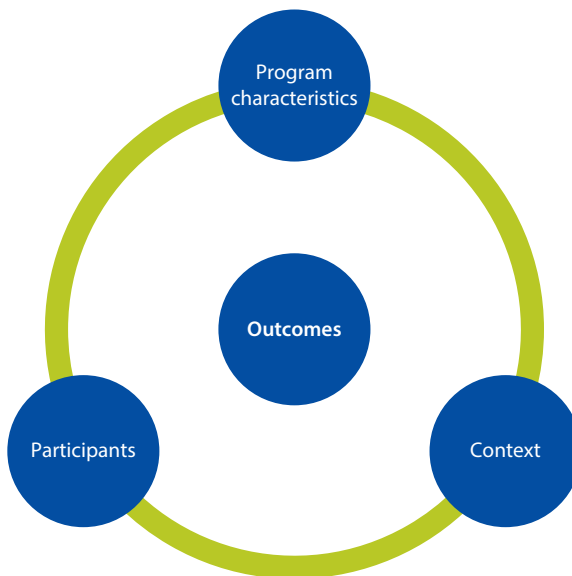 Program
characteristics
Outcomes
Participants
Context